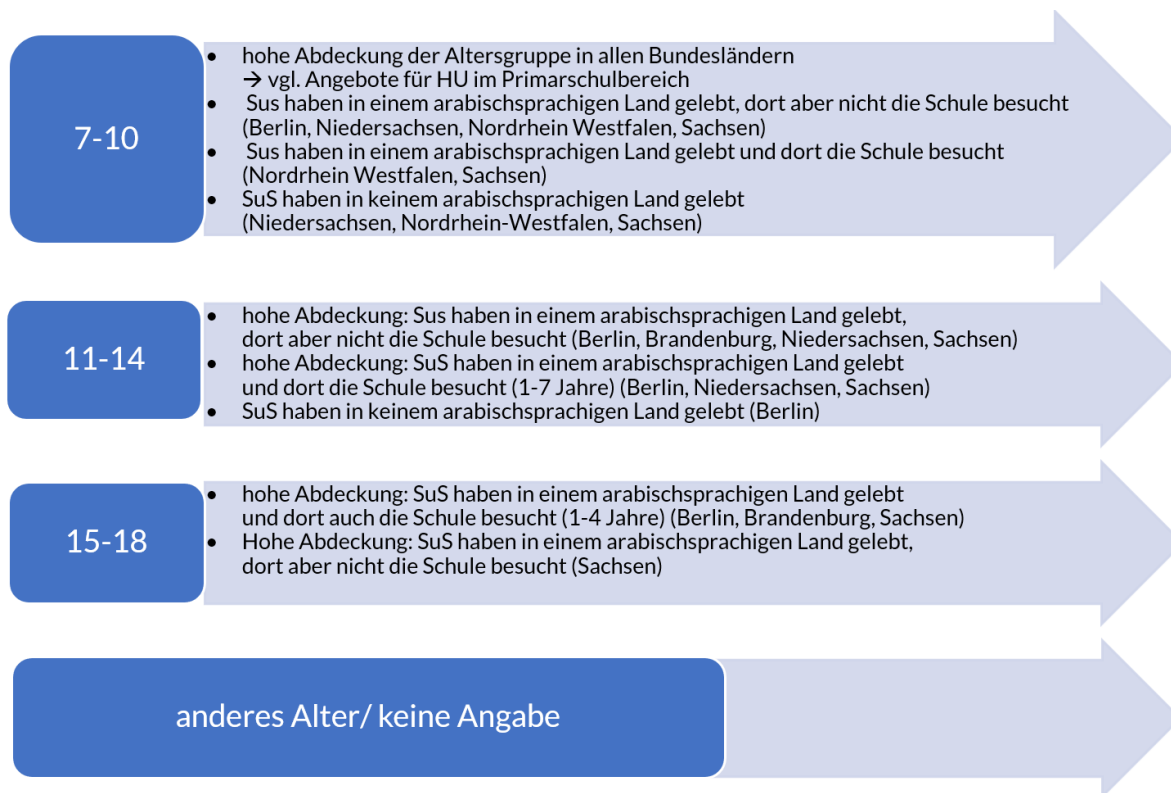 7-10
• hohe Abdeckung der Altersgruppe in allen Bundesländern
→ vgl. Angebote für HU im Primarschulbereich
• Sus haben in einem arabischsprachigen Land gelebt, dort aber nicht die Schule besucht
(Berlin, Niedersachsen, Nordrhein Westfalen, Sachsen)
• Sus haben in einem arabischsprachigen Land gelebt und dort die Schule besucht
(Nordrhein Westfalen, Sachsen)
• SuS haben in keinem arabischsprachigen Land gelebt
(Niedersachsen, Nordrhein-Westfalen, Sachsen)
11-14
• hohe Abdeckung: Sus haben in einem arabischsprachigen Land gelebt,
dort aber nicht die Schule besucht (Berlin, Brandenburg, Niedersachsen, Sachsen)
• hohe Abdeckung: SuS haben in einem arabischsprachigen Land gelebt
und dort die Schule besucht (1-7 Jahre) (Berlin, Niedersachsen, Sachsen)
• SuS haben in keinem arabischsprachigen Land gelebt (Berlin)
15-18
• hohe Abdeckung: SuS haben in einem arabischsprachigen Land gelebt
und dort auch die Schule besucht (1-4 Jahre) (Berlin, Brandenburg, Sachsen)
• Hohe Abdeckung: SuS haben in einem arabischsprachigen Land gelebt,
dort aber nicht die Schule besucht (Sachsen)
anderes Alter/ keine Angabe